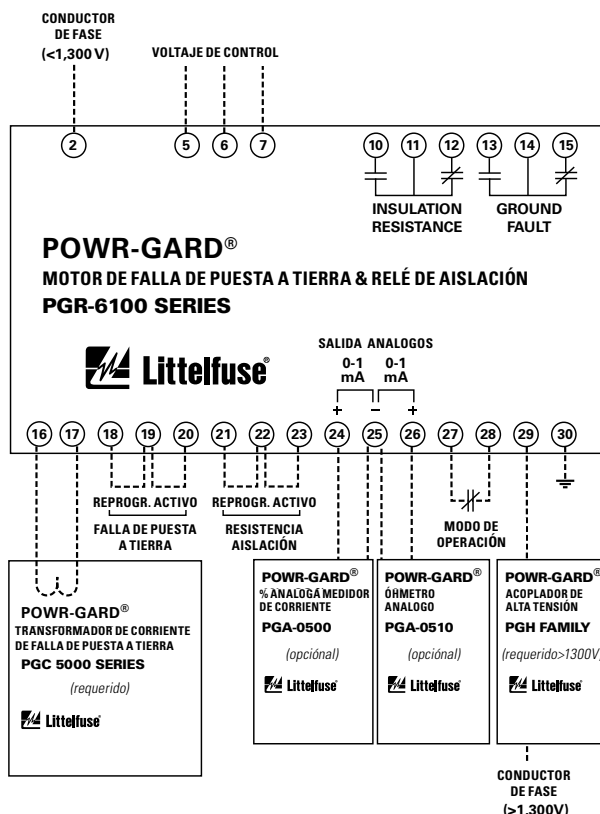 CONDUCTOR
DE FASE
(<1,300 V)
VOLTAJE DE CONTROL
2 5 6 7 10 11 12 13 14 15
INSULATION
RESISTANCE
GROUND
FAULT
POWR-GARD®
MOTOR DE FALLA DE PUESTA A TIERRA & RELÉ DE AISLACIÓN
PGR-6100 SERIES
Littelfuse®
SALIDA ANALOGOS
0-1
mA
0-1
mA
+ − +
16 17 18 19 20 21 22 23 24 25 26 27 28 29 30
REPROGR. ACTIVO
FALLA DE PUESTA
A TIERRA
REPROGR. ACTIVO
RESISTENCIA
AISLACIÓN
MODO DE
OPERACIÓN
POWR-GARD®
TRANSFORMADOR DE CORRIENTE
DE FALLA DE PUESTA A TIERRA
PGC 5000 SERIES
(requerido)
Littelfuse®
POWR-GARD®
% ANALOGA MEDIDOR
DE CORRIENTE
PGA-0500
(opciónal)
Littelfuse®
POWR-GARD®
ÓHMETRO
ANALOGO
PGA-0510
(opciónal)
Littelfuse®
POWR-GARD®
ACOPLADOR DE
ALTA TENSIÓN
PGH FAMILY
(requerido>1300V)
Littelfuse®
CONDUCTOR
DE FASE
(>1,300V)